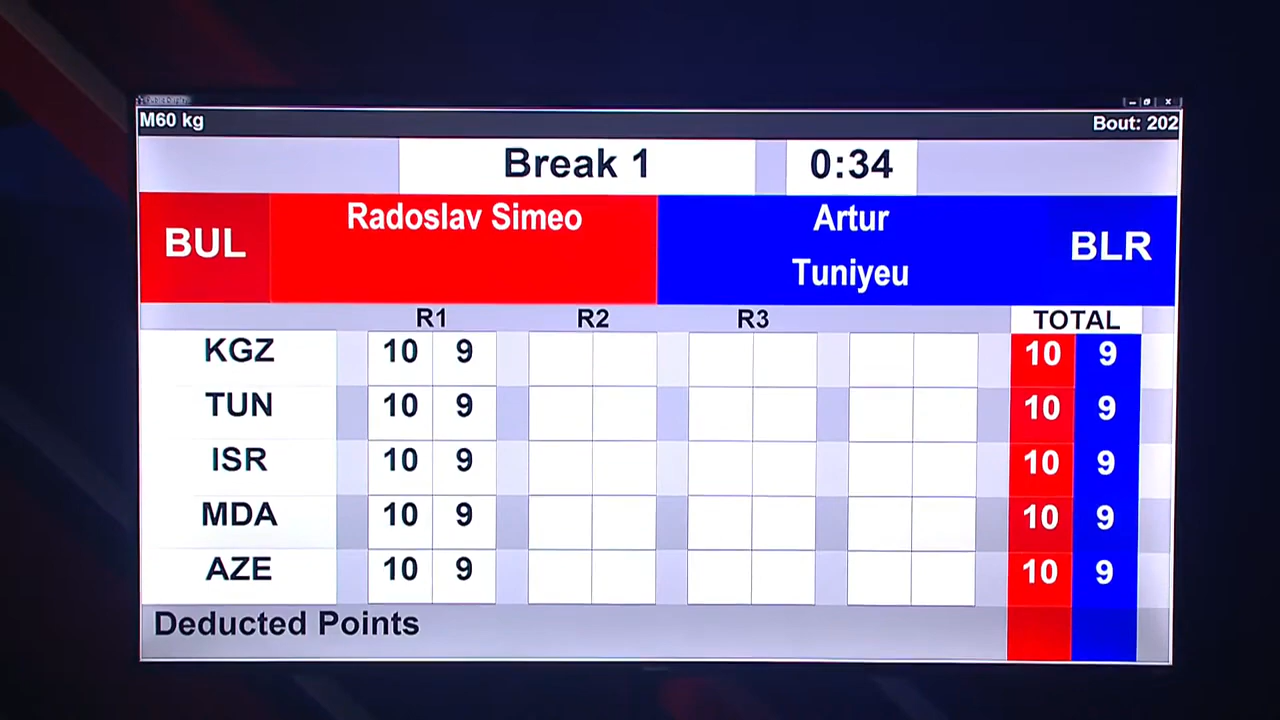 Public Display
M60 kg
Bout: 202
Break 1 0:34
BUL Radoslav Simeo Artur Tuniyeu BLR
R1 R2 R3 TOTAL
KGZ 10 9 10 9
TUN 10 9 10 9
ISR 10 9 10 9
MDA 10 9 10 9
AZE 10 9 10 9
Deducted Points